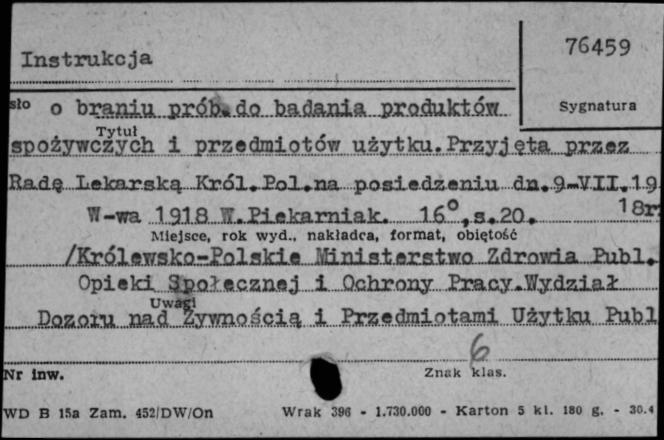 76459
Instrukcja
Sygnatura
sło o braniu prób do badania produktów
Tytuł
spożywczych i przedmiotów użytku.Przyjęta przez
Radę Lekarską Król.Pol.na posiedzeniu dn.9-VII.19
18r
W-wa 1918 W.Piekarniak. 16°,s.20.
Miejsce, rok wyd., nakładca, format, objętość
/Królewsko-Polskie Ministerstwo Zdrowia Publ.
Opieki Społecznej i Ochrony Pracy.Wydział
Uwagi
Dozoru nad Żywnością i Przedmiotami Użytku Publ
6
Nr inw.
Znak klas.
WD B 15a Zam. 452/DW/On Wrak 396 - 1.730.000 - Karton 5 kl. 180 g. - 30.4